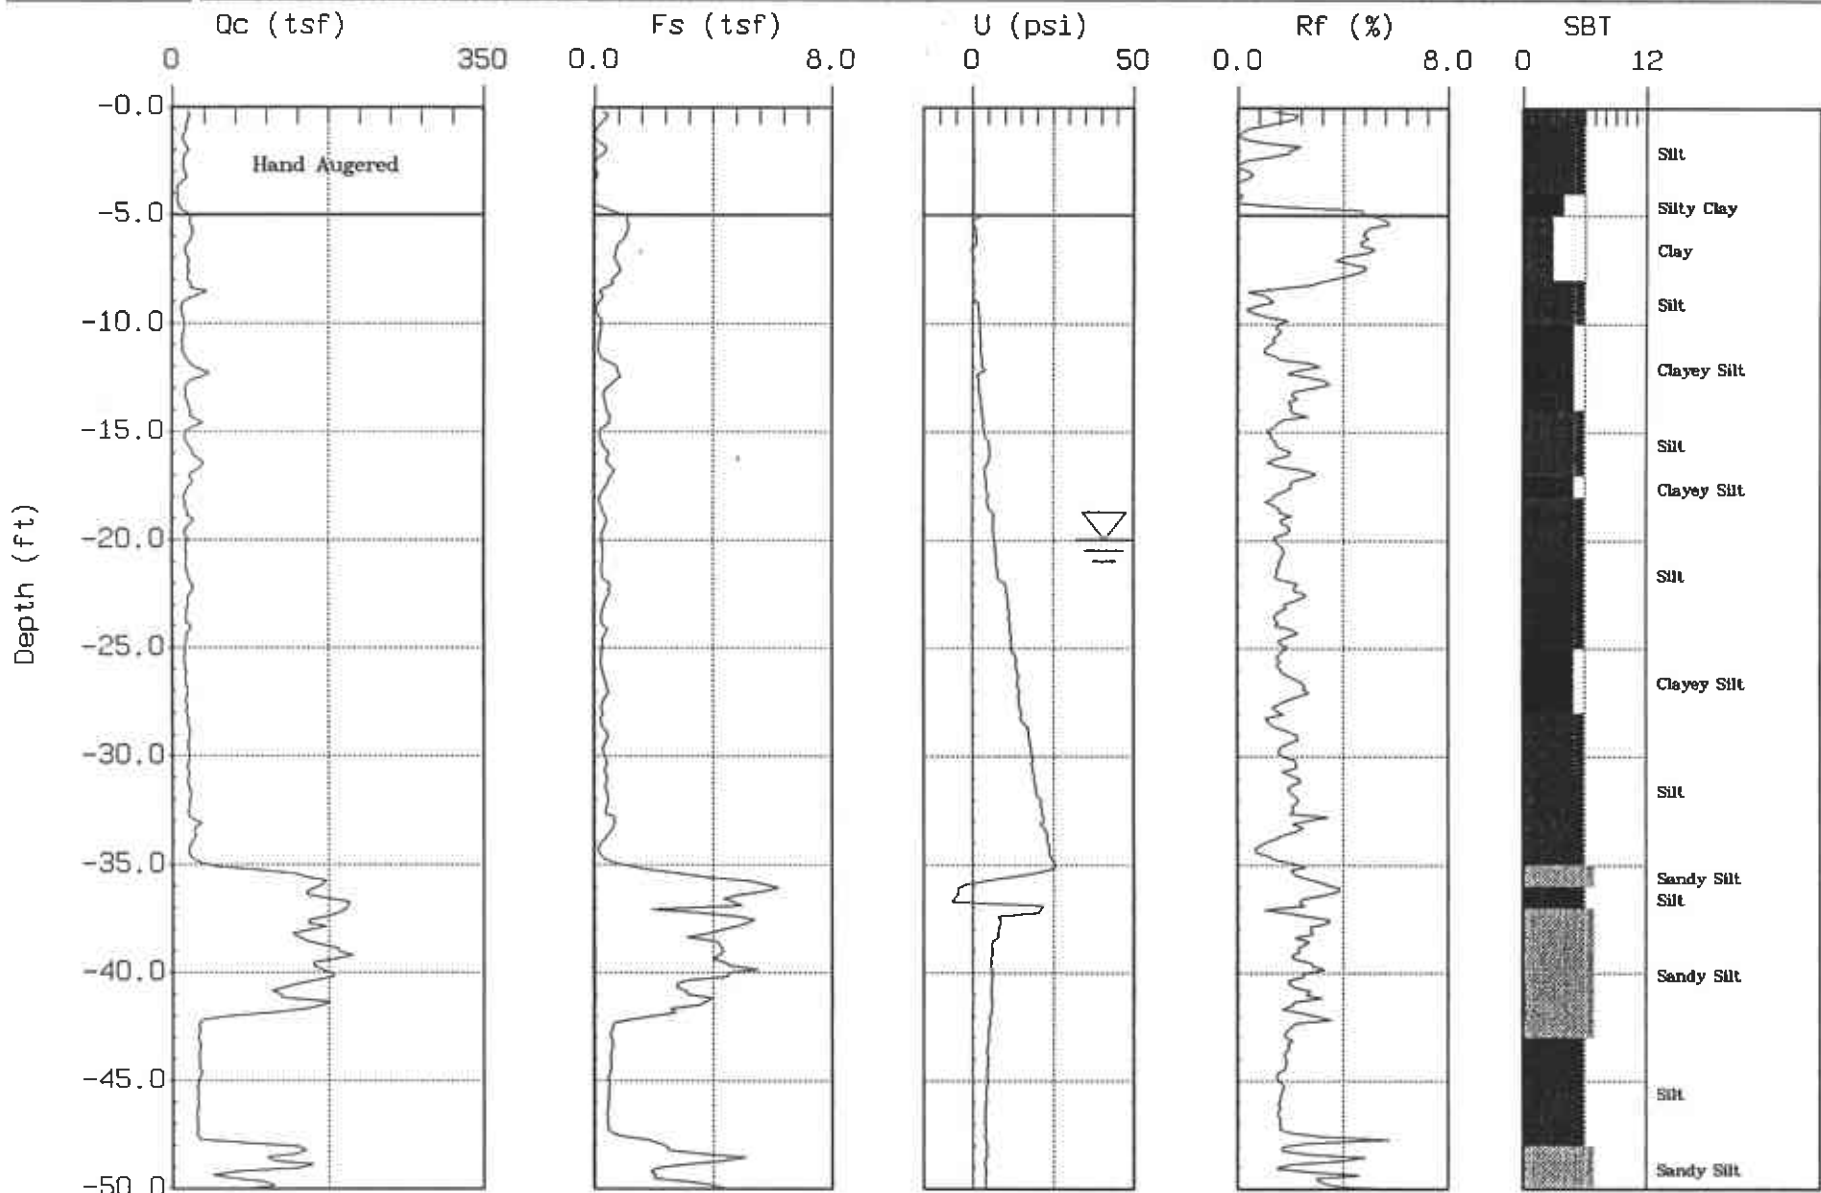 Qc (tsf) Fs (tsf) U (psi) Rf (%) SBT
0 350 0.0 8.0 0 50 0.0 8.0 0 12
-0.0
Hand Augered
Silt
-5.0
Silty Clay
Clay
Silt
-10.0
Clayey Silt
-15.0
Silt
Clayey Silt
-20.0
Silt
Depth (ft)
-25.0
Clayey Silt
-30.0
Silt
-35.0
Sandy Silt
Silt
-40.0
Sandy Silt
-45.0
Silt
Sandy Silt
-50.0